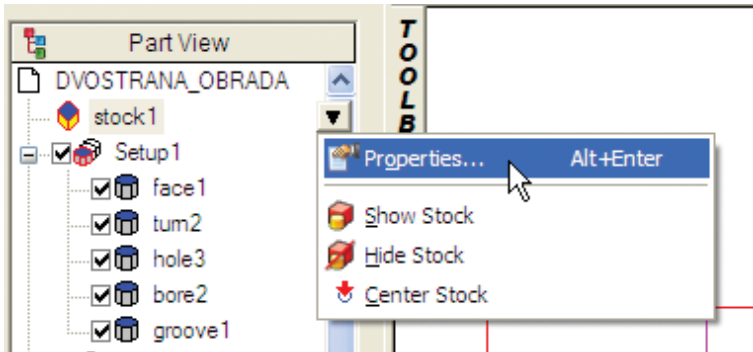 Part View
DVOSTRANA_OBRADA
stock1
Setup1
face1
turn2
hole3
bore2
groove1
TOOLB
Properties... Alt+Enter
Show Stock
Hide Stock
Center Stock